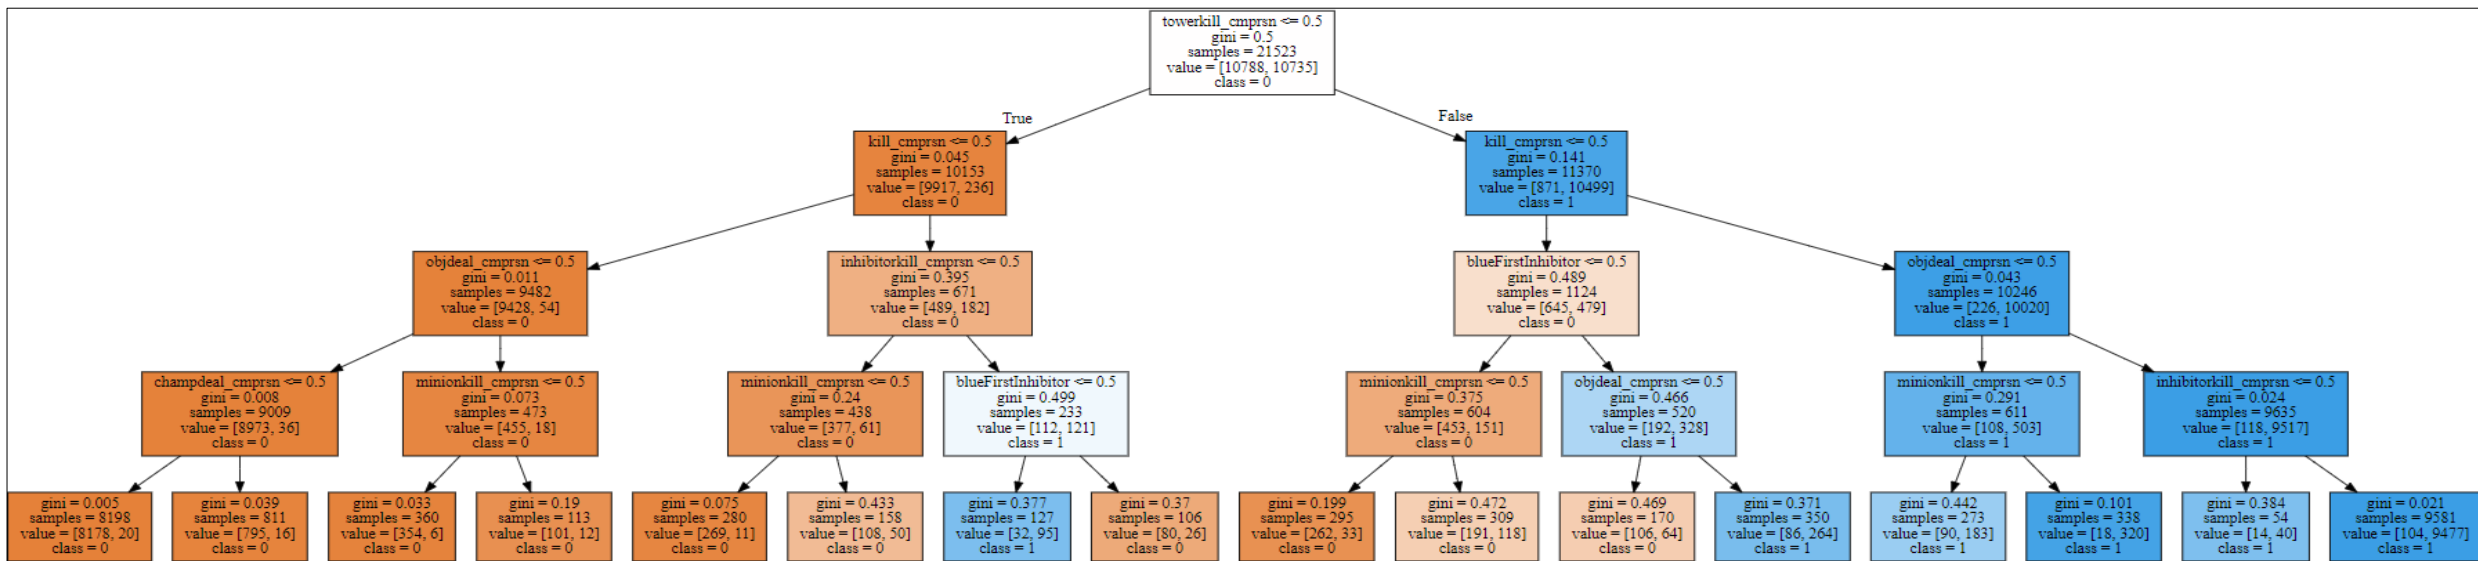 towerkill_cmprsn <= 0.5
gini = 0.5
samples = 21523
value = [10788, 10735]
class = 0
True
False
kill_cmprsn <= 0.5
gini = 0.045
samples = 10153
value = [9917, 236]
class = 0
kill_cmprsn <= 0.5
gini = 0.141
samples = 11370
value = [871, 10499]
class = 1
objdeal_cmprsn <= 0.5
gini = 0.011
samples = 9482
value = [9428, 54]
class = 0
inhibitorkill_cmprsn <= 0.5
gini = 0.395
samples = 671
value = [489, 182]
class = 0
blueFirstInhibitor <= 0.5
gini = 0.489
samples = 1124
value = [645, 479]
class = 0
objdeal_cmprsn <= 0.5
gini = 0.043
samples = 10246
value = [226, 10020]
class = 1
champdeal_cmprsn <= 0.5
gini = 0.008
samples = 9009
value = [8973, 36]
class = 0
minionkill_cmprsn <= 0.5
gini = 0.073
samples = 473
value = [455, 18]
class = 0
minionkill_cmprsn <= 0.5
gini = 0.24
samples = 438
value = [377, 61]
class = 0
blueFirstInhibitor <= 0.5
gini = 0.499
samples = 233
value = [112, 121]
class = 1
minionkill_cmprsn <= 0.5
gini = 0.375
samples = 604
value = [453, 151]
class = 0
objdeal_cmprsn <= 0.5
gini = 0.466
samples = 520
value = [192, 328]
class = 1
minionkill_cmprsn <= 0.5
gini = 0.291
samples = 611
value = [108, 503]
class = 1
inhibitorkill_cmprsn <= 0.5
gini = 0.024
samples = 9635
value = [118, 9517]
class = 1
gini = 0.005
samples = 8198
value = [8178, 20]
class = 0
gini = 0.039
samples = 811
value = [795, 16]
class = 0
gini = 0.033
samples = 360
value = [354, 6]
class = 0
gini = 0.19
samples = 113
value = [101, 12]
class = 0
gini = 0.075
samples = 280
value = [269, 11]
class = 0
gini = 0.433
samples = 158
value = [108, 50]
class = 0
gini = 0.377
samples = 127
value = [32, 95]
class = 1
gini = 0.37
samples = 106
value = [80, 26]
class = 0
gini = 0.199
samples = 295
value = [262, 33]
class = 0
gini = 0.472
samples = 309
value = [191, 118]
class = 0
gini = 0.469
samples = 170
value = [106, 64]
class = 0
gini = 0.371
samples = 350
value = [86, 264]
class = 1
gini = 0.442
samples = 273
value = [90, 183]
class = 1
gini = 0.101
samples = 338
value = [18, 320]
class = 1
gini = 0.384
samples = 54
value = [14, 40]
class = 1
gini = 0.021
samples = 9581
value = [104, 9477]
class = 1